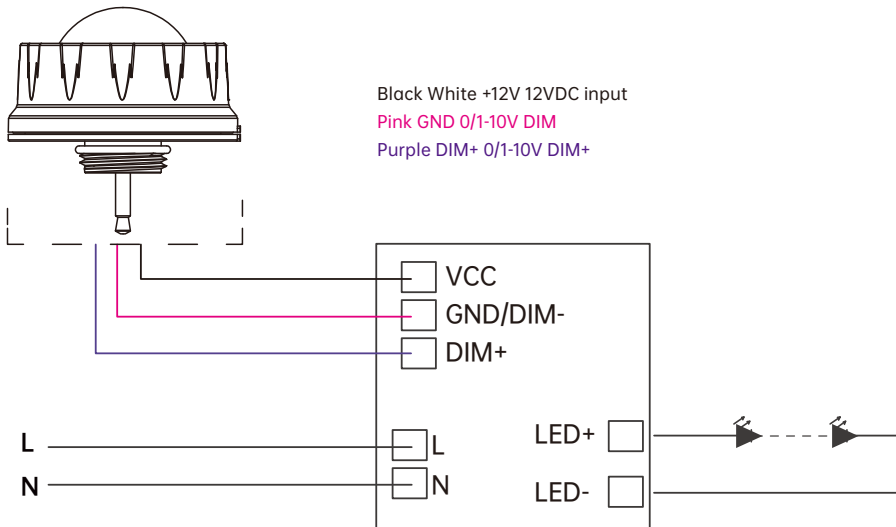 Black White +12V 12VDC input
Pink GND 0/1-10V DIM
Purple DIM+ 0/1-10V DIM+
VCC
GND/DIM-
DIM+
L
L
LED+
N
N
LED-